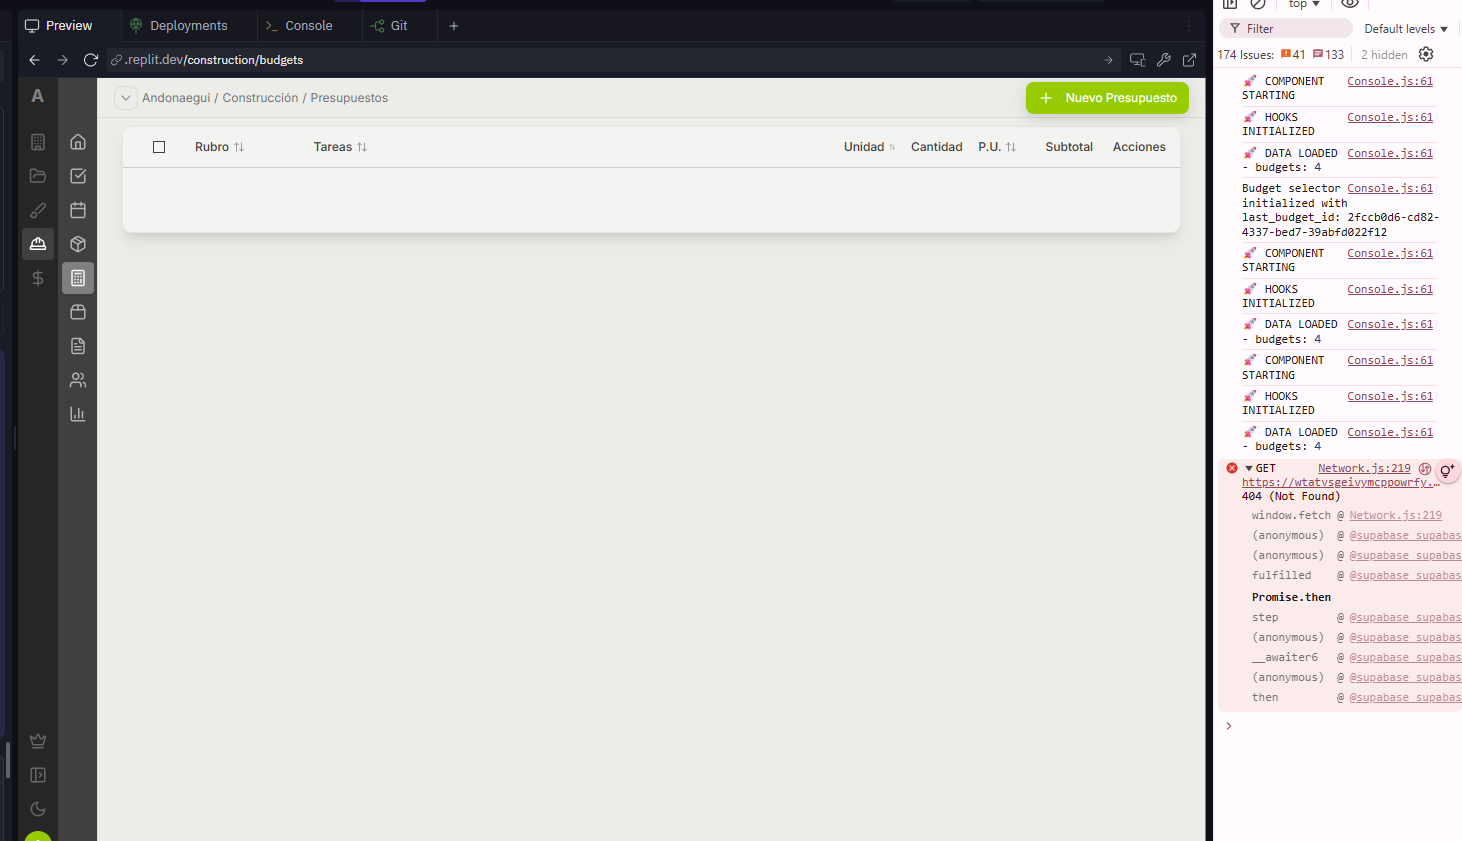 Preview
Deployments
Console
Git
.replit.dev/construction/budgets
A
Andonaegui / Construcción / Presupuestos
Nuevo Presupuesto
Rubro
Tareas
Unidad
Cantidad
P.U.
Subtotal
Acciones
top
Filter
Default levels
174 Issues: 41 133
2 hidden
🚀 COMPONENT STARTING Console.js:61
🚀 HOOKS INITIALIZED Console.js:61
🚀 DATA LOADED - budgets: 4 Console.js:61
Budget selector Console.js:61
initialized with
last_budget_id: 2fccb0d6-cd82-
4337-bed7-39abfd022f12
🚀 COMPONENT STARTING Console.js:61
🚀 HOOKS INITIALIZED Console.js:61
🚀 DATA LOADED - budgets: 4 Console.js:61
🚀 COMPONENT STARTING Console.js:61
🚀 HOOKS INITIALIZED Console.js:61
🚀 DATA LOADED - budgets: 4 Console.js:61
GET Network.js:219
https://wtatvsgeivymcppowrfy.…
404 (Not Found)
window.fetch @ Network.js:219
(anonymous) @ @supabase_supabas
(anonymous) @ @supabase_supabas
fulfilled @ @supabase_supabas
Promise.then
step @ @supabase_supabas
(anonymous) @ @supabase_supabas
__awaiter6 @ @supabase_supabas
(anonymous) @ @supabase_supabas
then @ @supabase_supabas